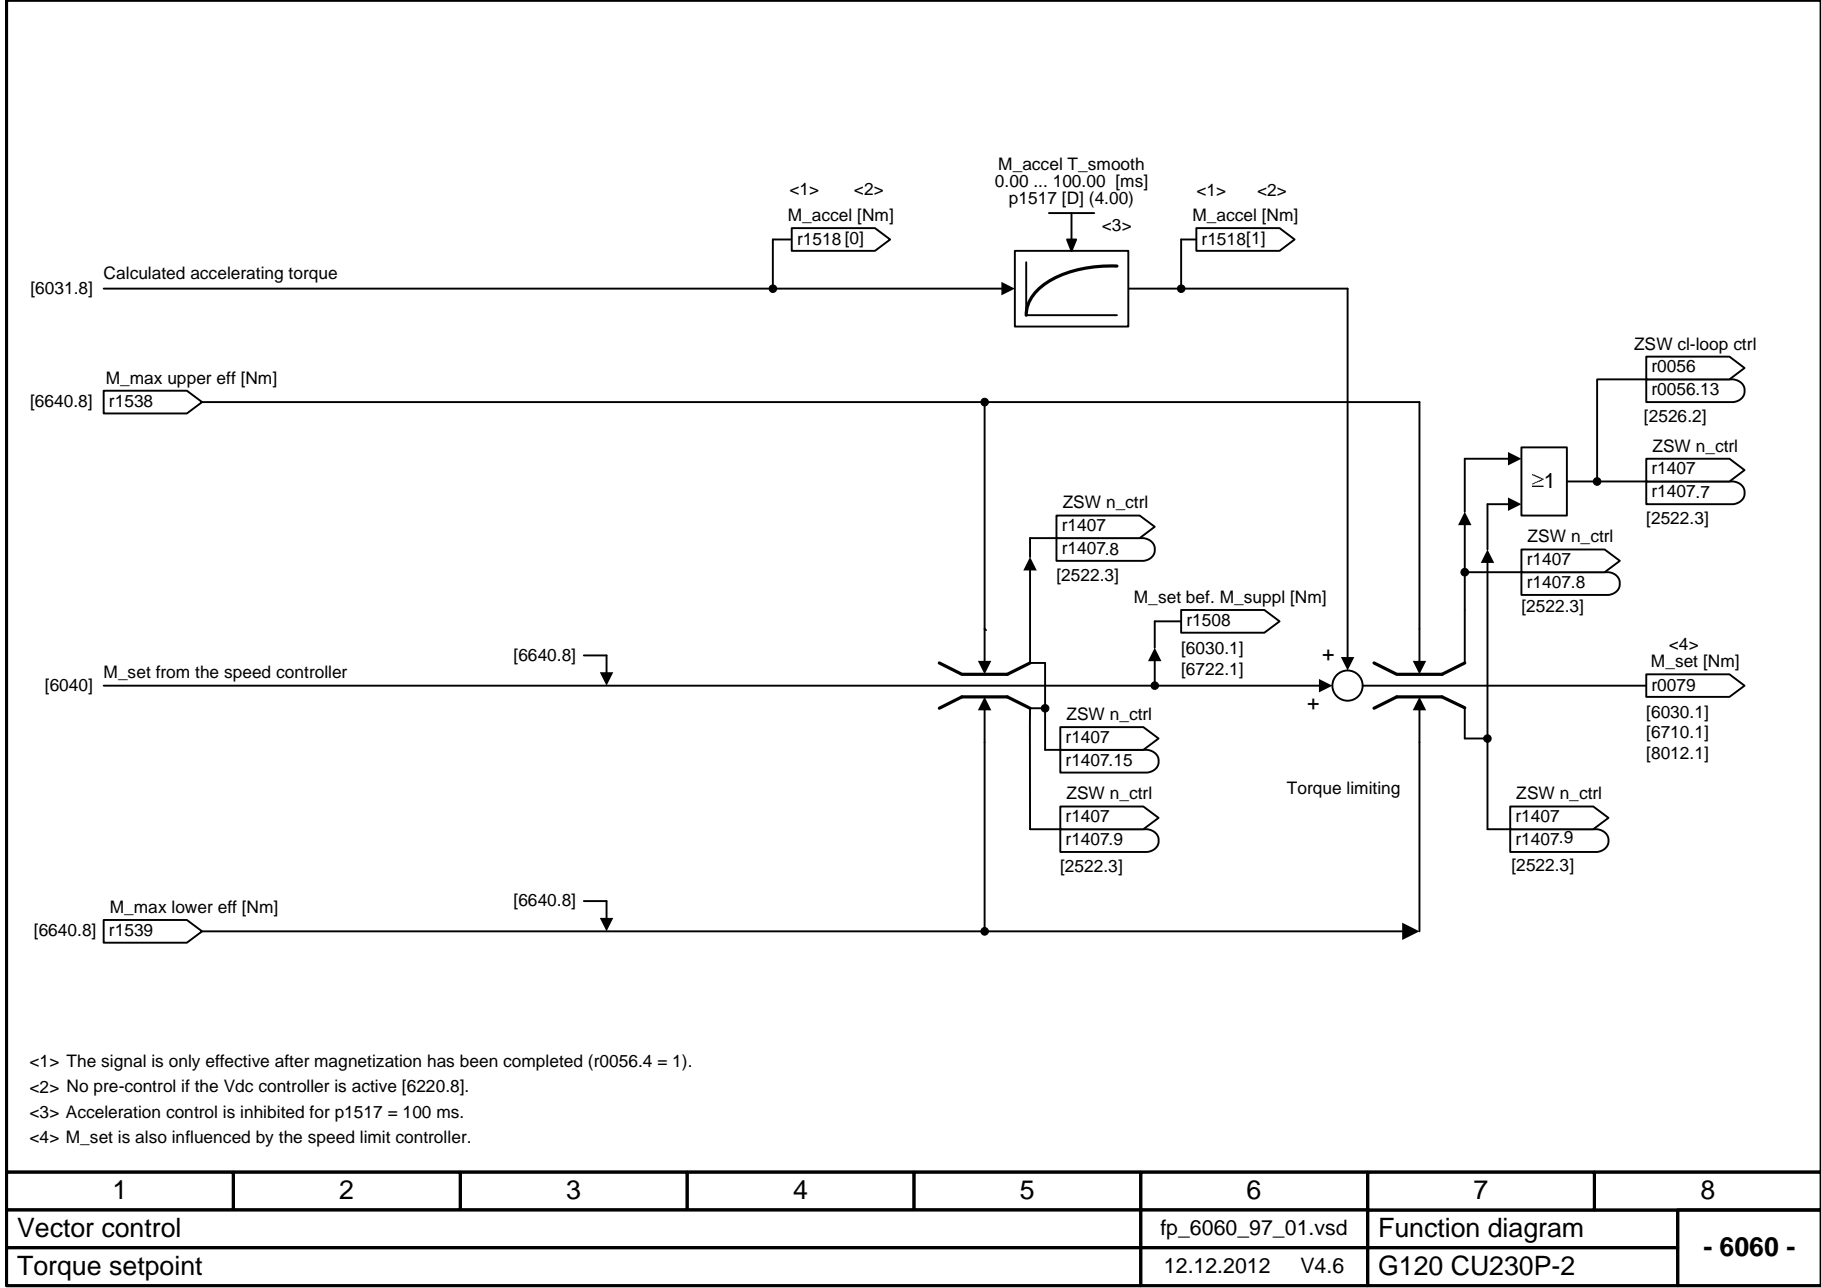 M_accel T_smooth
0.00 ... 100.00 [ms]
p1517 [D] (4.00)
<1> <2>
M_accel [Nm]
r1518 [0]
<3>
<1> <2>
M_accel [Nm]
r1518[1]
[6031.8] Calculated accelerating torque
ZSW cl-loop ctrl
r0056
r0056.13
[2526.2]
M_max upper eff [Nm]
[6640.8] r1538
ZSW n_ctrl
r1407
r1407.7
[2522.3]
≥1
ZSW n_ctrl
r1407
r1407.8
[2522.3]
ZSW n_ctrl
r1407
r1407.8
[2522.3]
M_set bef. M_suppl [Nm]
r1508
[6030.1]
[6722.1]
[6640.8]
[6040] M_set from the speed controller
+
+
<4>
M_set [Nm]
r0079
[6030.1]
[6710.1]
[8012.1]
ZSW n_ctrl
r1407
r1407.15
Torque limiting
ZSW n_ctrl
r1407
r1407.9
[2522.3]
ZSW n_ctrl
r1407
r1407.9
[2522.3]
[6640.8]
M_max lower eff [Nm]
[6640.8] r1539
<1> The signal is only effective after magnetization has been completed (r0056.4 = 1).
<2> No pre-control if the Vdc controller is active [6220.8].
<3> Acceleration control is inhibited for p1517 = 100 ms.
<4> M_set is also influenced by the speed limit controller.
1 2 3 4 5 6 7 8
Vector control fp_6060_97_01.vsd Function diagram
- 6060 -
Torque setpoint 12.12.2012 V4.6 G120 CU230P-2